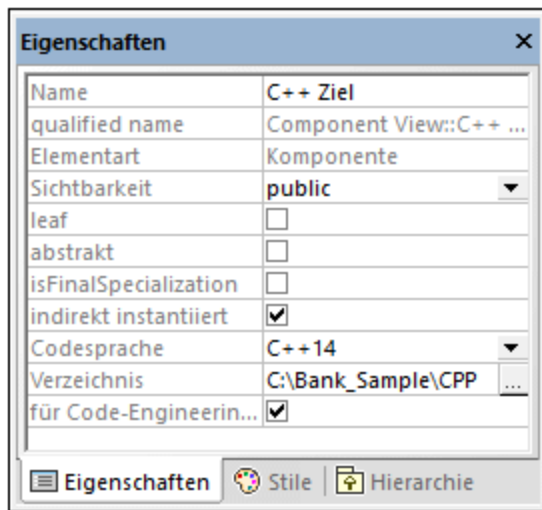 Eigenschaften
Name C++ Ziel
qualified name Component View::C++ ...
Elementart Komponente
Sichtbarkeit public
leaf
abstrakt
isFinalSpecialization
indirekt instantiiert
Codesprache C++14
Verzeichnis C:\Bank_Sample\CPP ...
für Code-Engineerin...
Eigenschaften Stile Hierarchie